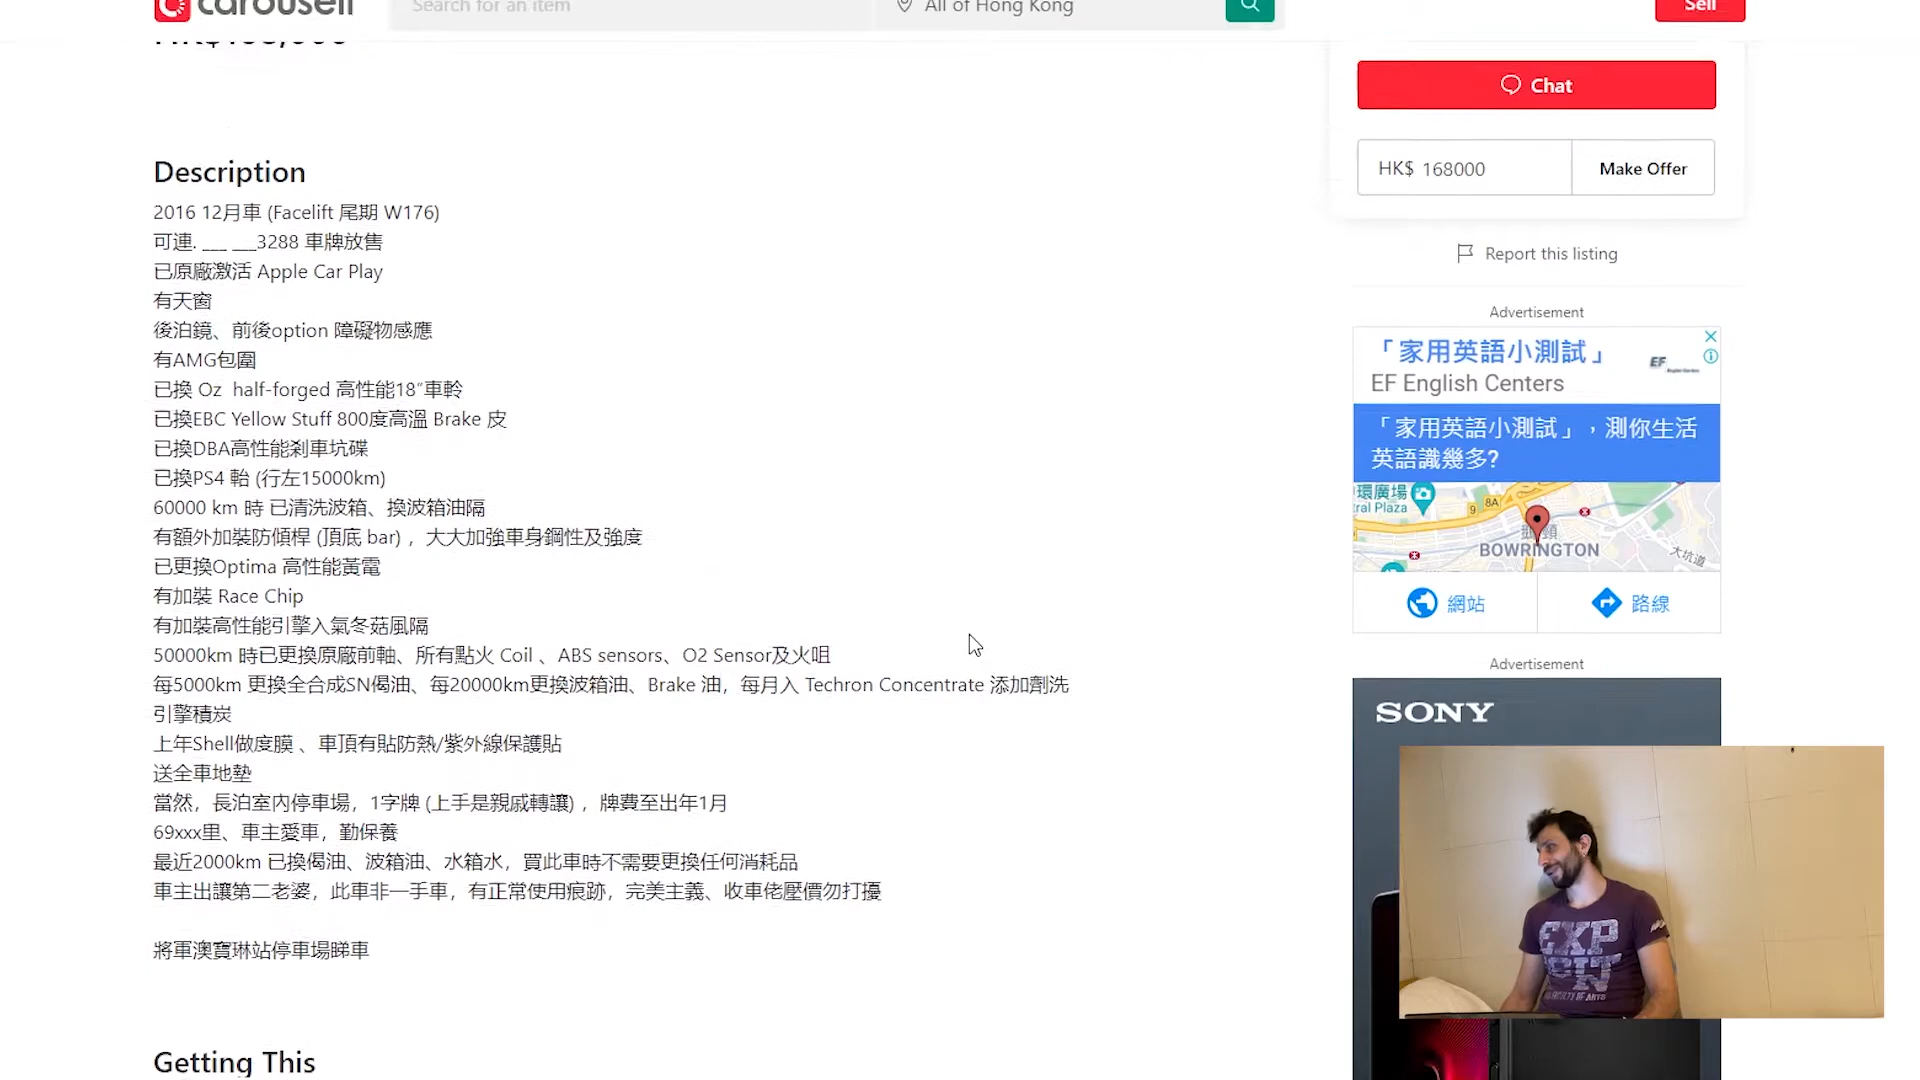 carousell
Search for an item
All of Hong Kong
Sell
Chat
HK$ 168000
Make Offer
Report this listing
Description
2016 12月車 (Facelift 尾期 W176)
可連. ___ ___3288 車牌放售
已原廠激活 Apple Car Play
有天窗
後泊鏡、前後option 障礙物感應
有AMG包圍
已換 Oz half-forged 高性能18”車軨
已換EBC Yellow Stuff 800度高溫 Brake 皮
已換DBA高性能剎車坑碟
已換PS4 軩 (行左15000km)
60000 km 時 已清洗波箱、換波箱油隔
有額外加裝防傾桿 (頂底 bar) ，大大加強車身鋼性及強度
已更換Optima 高性能黃電
有加裝 Race Chip
有加裝高性能引擎入氣冬菇風隔
50000km 時已更換原廠前軸、所有點火 Coil 、ABS sensors、O2 Sensor及火咀
每5000km 更換全合成SN偈油、每20000km更換波箱油、Brake 油，每月入 Techron Concentrate 添加劑洗
引擎積炭
上年Shell做度膜 、車頂有貼防熱/紫外線保護貼
送全車地墊
當然，長泊室內停車場，1字牌 (上手是親戚轉讓) ，牌費至出年1月
69xxx里、車主愛車，勤保養
最近2000km 已換偈油、波箱油、水箱水，買此車時不需要更換任何消耗品
車主出讓第二老婆，此車非一手車，有正常使用痕跡，完美主義、收車佬壓價勿打擾
將軍澳寶琳站停車場睇車
Getting This
Advertisement
「家用英語小測試」
EF English Centers
EF
「家用英語小測試」，測你生活
英語識幾多?
環廣場
ral Plaza
9
8A
BOWRINGTON
大坑道
網站
路線
Advertisement
SONY